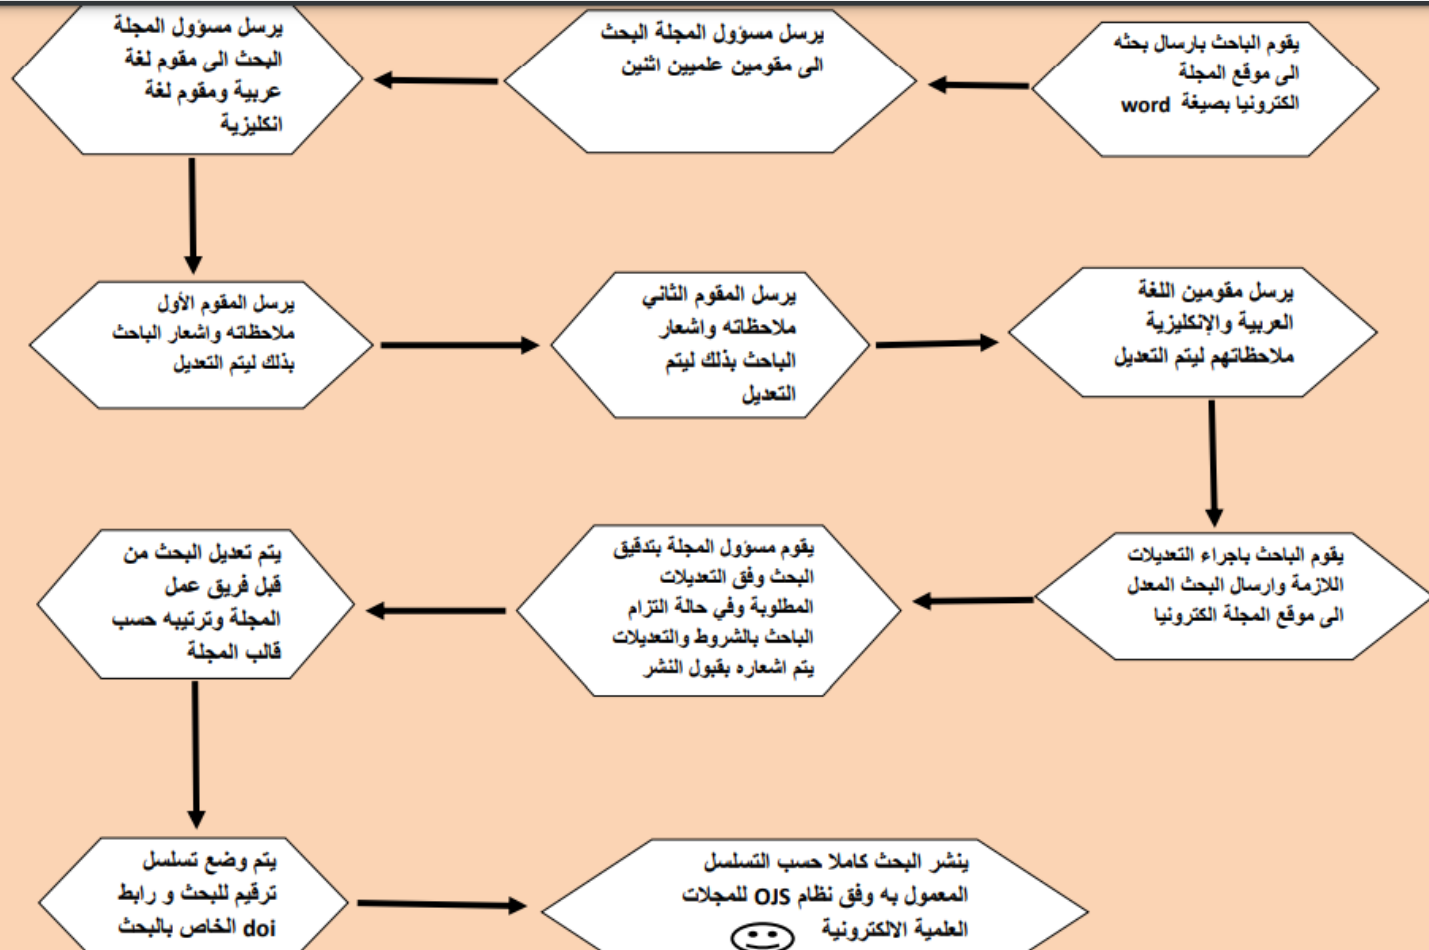 يقوم الباحث بارسال بحثه
الى موقع المجلة
الكترونيا بصيغة word
يرسل مسؤول المجلة البحث
الى مقومين علميين اثنين
يرسل مسؤول المجلة
البحث الى مقوم لغة
عربية ومقوم لغة
انكليزية
يرسل المقوم الأول
ملاحظاته واشعار الباحث
بذلك ليتم التعديل
يرسل المقوم الثاني
ملاحظاته واشعار
الباحث بذلك ليتم
التعديل
يرسل مقومين اللغة
العربية والإنكليزية
ملاحظاتهم ليتم التعديل
يقوم الباحث باجراء التعديلات
اللازمة وارسال البحث المعدل
الى موقع المجلة الكترونيا
يقوم مسؤول المجلة بتدقيق
البحث وفق التعديلات
المطلوبة وفي حالة التزام
الباحث بالشروط والتعديلات
يتم اشعاره بقبول النشر
يتم تعديل البحث من
قبل فريق عمل
المجلة وترتيبه حسب
قالب المجلة
يتم وضع تسلسل
ترقيم للبحث و رابط
doi الخاص بالبحث
ينشر البحث كاملا حسب التسلسل
المعمول به وفق نظام OJS للمجلات
العلمية الالكترونية